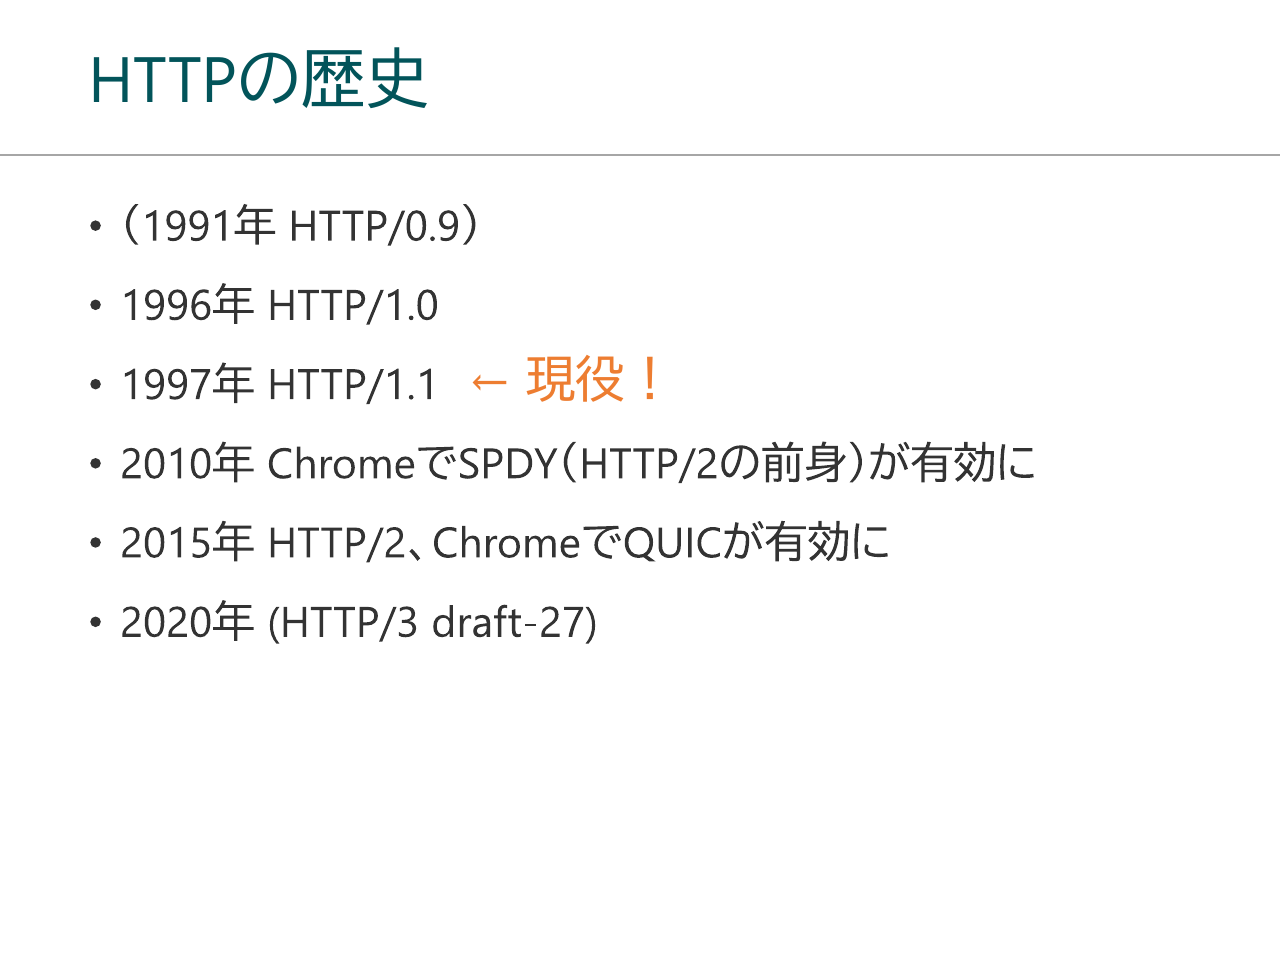 HTTPの歴史
• （1991年 HTTP/0.9）
• 1996年 HTTP/1.0
• 1997年 HTTP/1.1 ← 現役！
• 2010年 ChromeでSPDY（HTTP/2の前身）が有効に
• 2015年 HTTP/2、ChromeでQUICが有効に
• 2020年 (HTTP/3 draft-27)